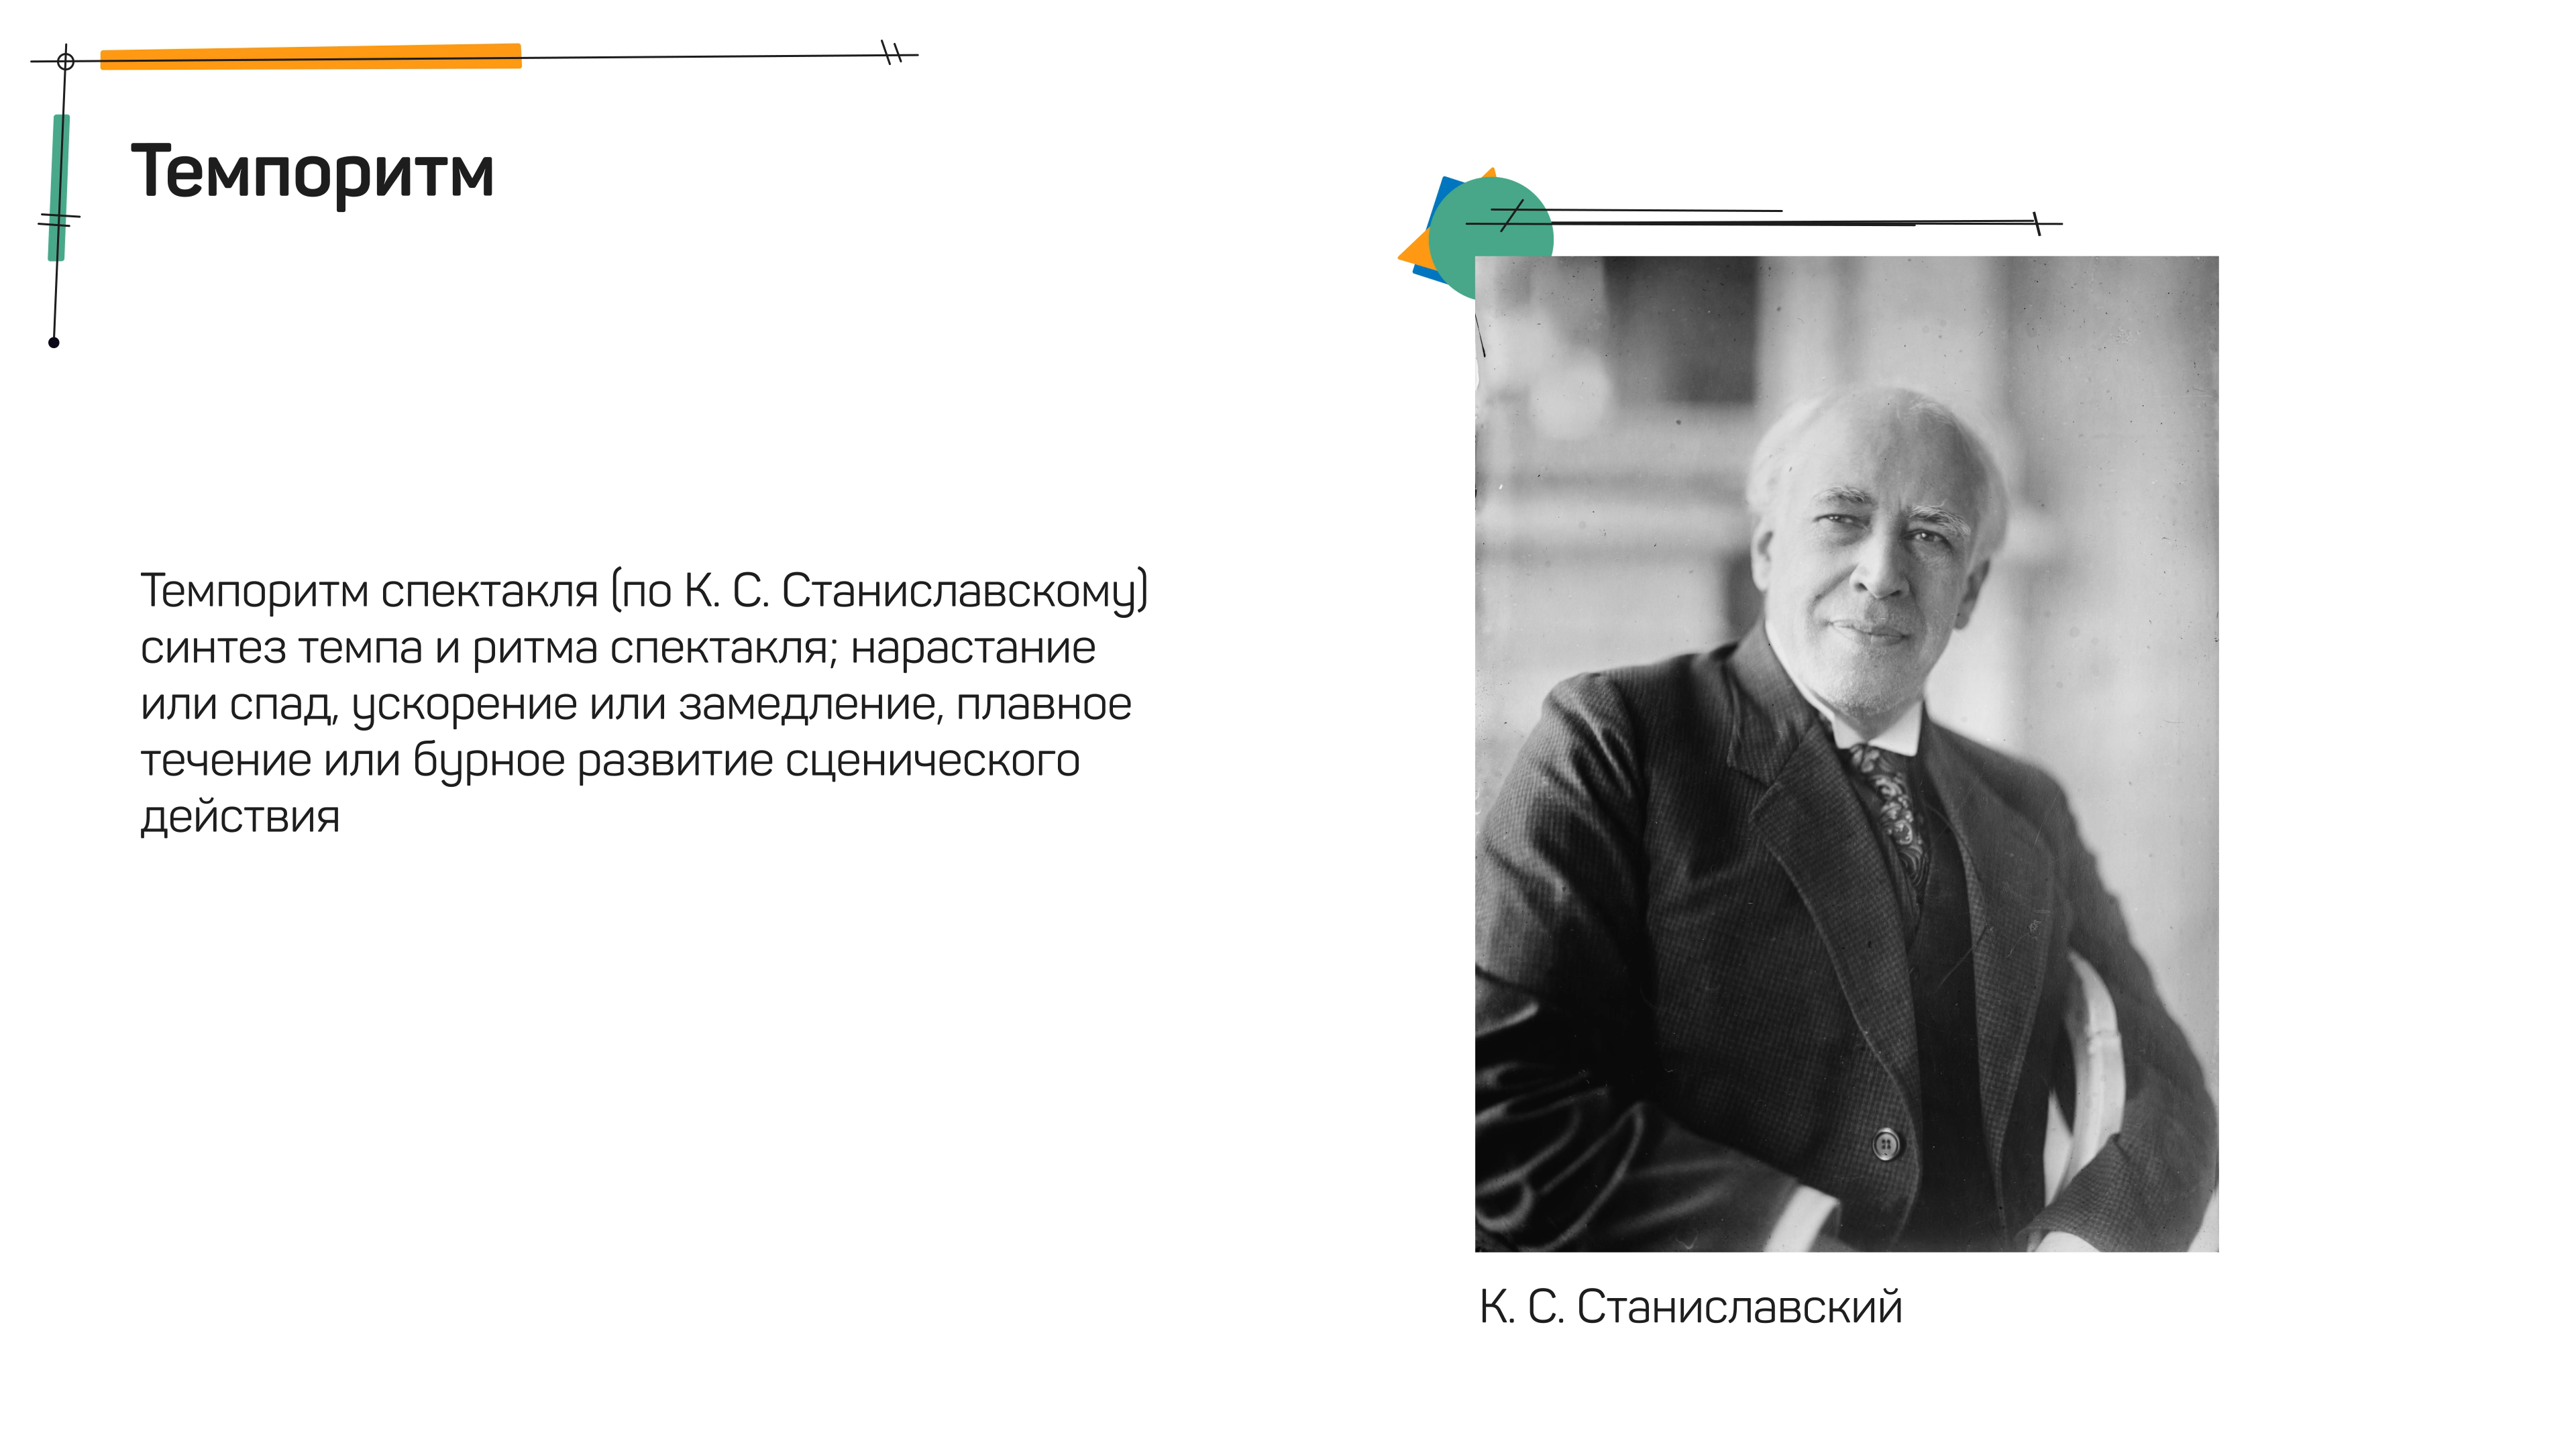 Темпоритм
Темпоритм спектакля (по К. С. Станиславскому)
синтез темпа и ритма спектакля; нарастание
или спад, ускорение или замедление, плавное
течение или бурное развитие сценического
действия
К. С. Станиславский